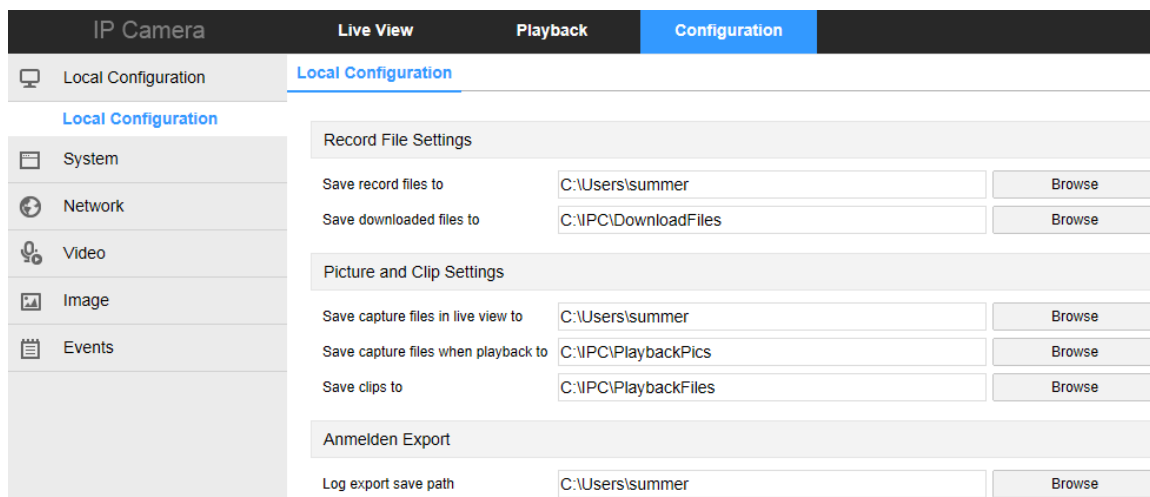 IP Camera Live View Playback Configuration
Local Configuration
Local Configuration
System
Network
Video
Image
Events
Local Configuration
Record File Settings
Save record files to C:\Users\summer Browse
Save downloaded files to C:\IPC\DownloadFiles Browse
Picture and Clip Settings
Save capture files in live view to C:\Users\summer Browse
Save capture files when playback to C:\IPC\PlaybackPics Browse
Save clips to C:\IPC\PlaybackFiles Browse
Anmelden Export
Log export save path C:\Users\summer Browse